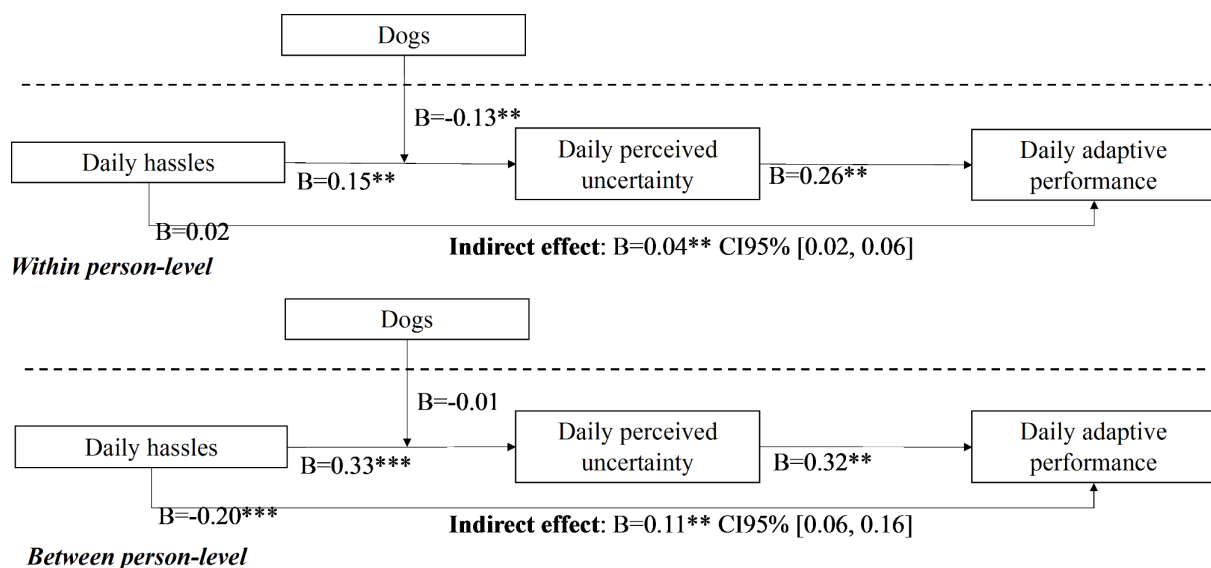 Dogs
B=-0.13**
Daily hassles
B=0.15**
Daily perceived
uncertainty
B=0.26**
Daily adaptive
performance
B=0.02
Indirect effect: B=0.04** CI95% [0.02, 0.06]
Within person-level
Dogs
B=-0.01
Daily hassles
B=0.33***
Daily perceived
uncertainty
B=0.32**
Daily adaptive
performance
B=-0.20***
Indirect effect: B=0.11** CI95% [0.06, 0.16]
Between person-level